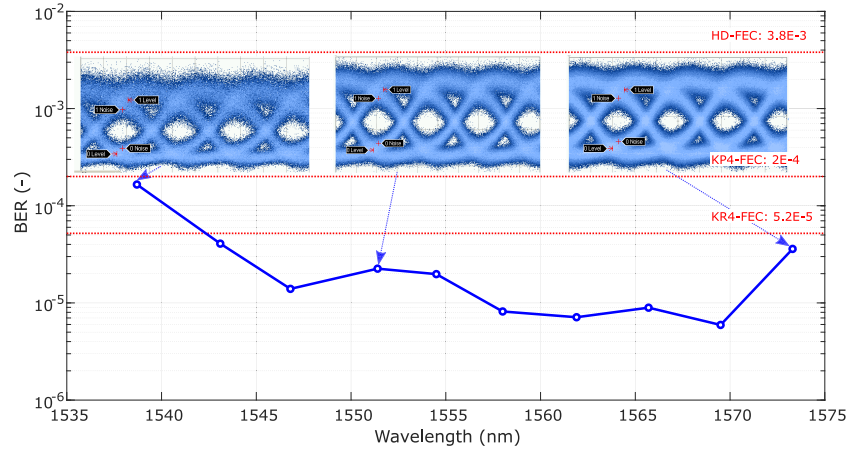 10-2
HD-FEC: 3.8E-3
10-3
1 Level
1 Noise
0 Noise
0 Level
1 Level
1 Noise
0 Noise
0 Level
1 Level
1 Noise
0 Noise
0 Level
KP4-FEC: 2E-4
10-4
KR4-FEC: 5.2E-5
10-5
10-6
BER (-)
1535 1540 1545 1550 1555 1560 1565 1570 1575
Wavelength (nm)